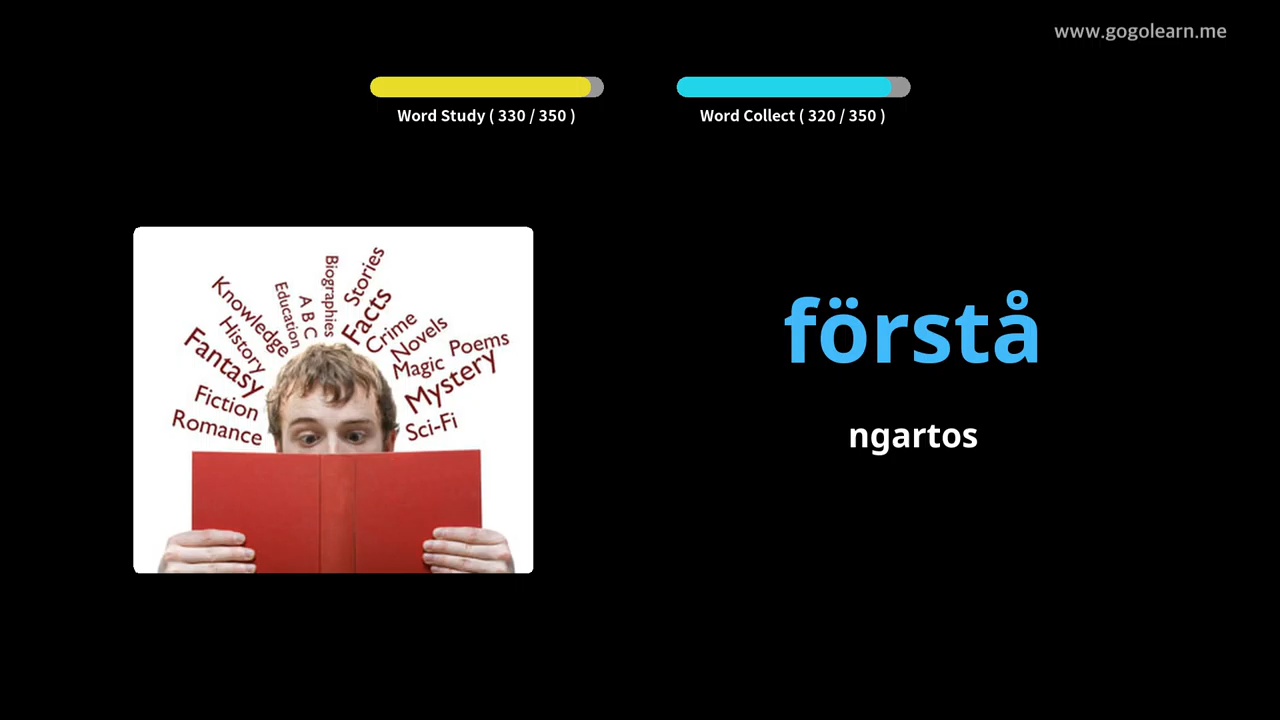 www.gogolearn.me
Word Study ( 330 / 350 )
Word Collect ( 320 / 350 )
Biographies
Stories
Education
A B C
Facts
Knowledge
Crime
History
Novels
Fantasy
Magic
Poems
Mystery
Fiction
Romance
Sci-Fi
förstå
ngartos